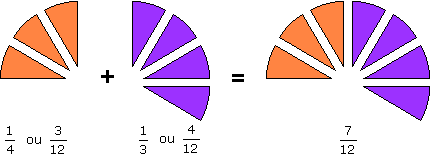 + =
1/4 ou 3/12 1/3 ou 4/12 7/12